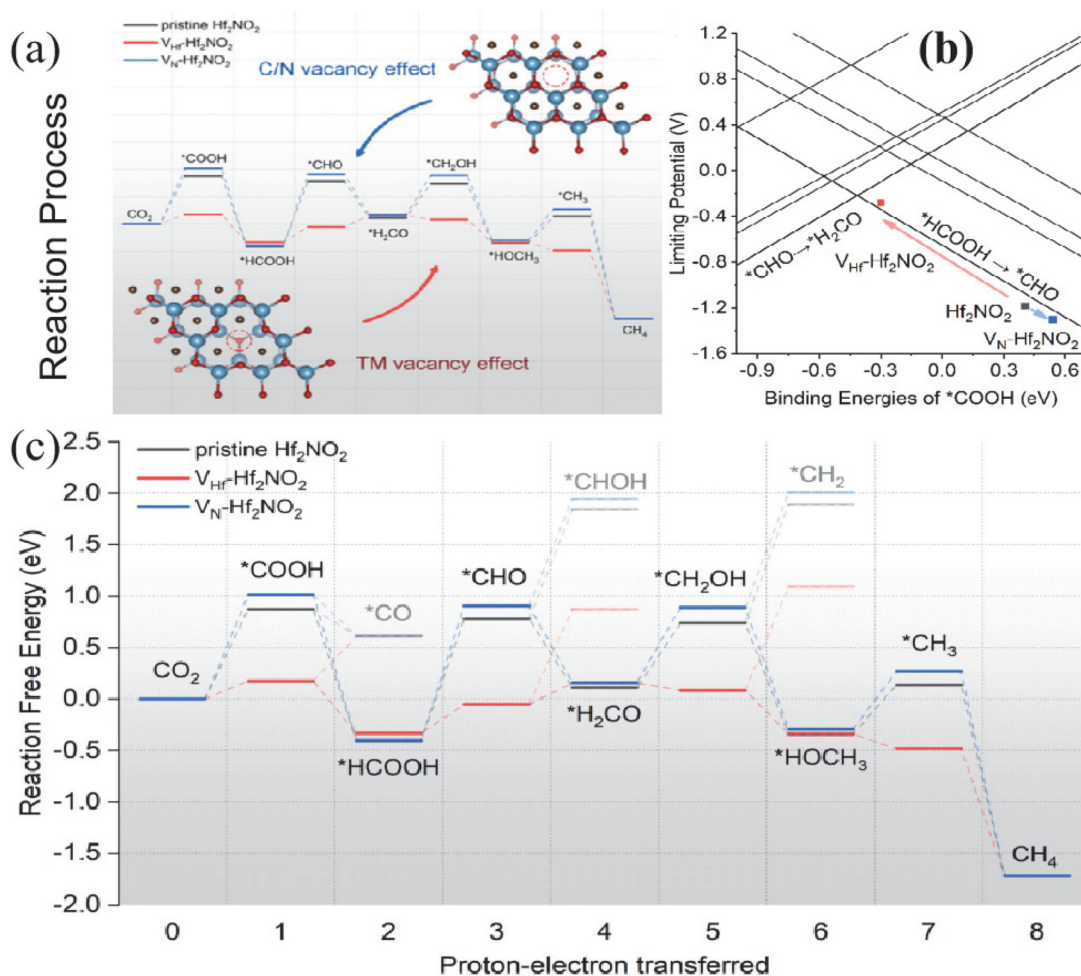 (a)
pristine Hf₂NO₂
V_Hf-Hf₂NO₂
V_N-Hf₂NO₂
C/N vacancy effect
Reaction Process
*COOH
*CHO
*CH₂OH
*CH₃
CO₂
*H₂CO
*HCOOH
*HOCH₃
CH₄
TM vacancy effect
(b)
Limiting Potential (V)
1.2
0.8
0.4
0.0
-0.4
-0.8
-1.2
-1.6
*CHO→*H₂CO
*HCOOH→*CHO
V_Hf-Hf₂NO₂
Hf₂NO₂
V_N-Hf₂NO₂
-0.9 -0.6 -0.3 0.0 0.3 0.6
Binding Energies of *COOH (eV)
(c)
pristine Hf₂NO₂
V_Hf-Hf₂NO₂
V_N-Hf₂NO₂
Reaction Free Energy (eV)
2.5
2.0
1.5
1.0
0.5
0.0
-0.5
-1.0
-1.5
-2.0
*CHOH
*CH₂
*COOH
*CHO
*CH₂OH
*CO
CO₂
*CH₃
*H₂CO
*HCOOH
*HOCH₃
CH₄
0 1 2 3 4 5 6 7 8
Proton-electron transferred